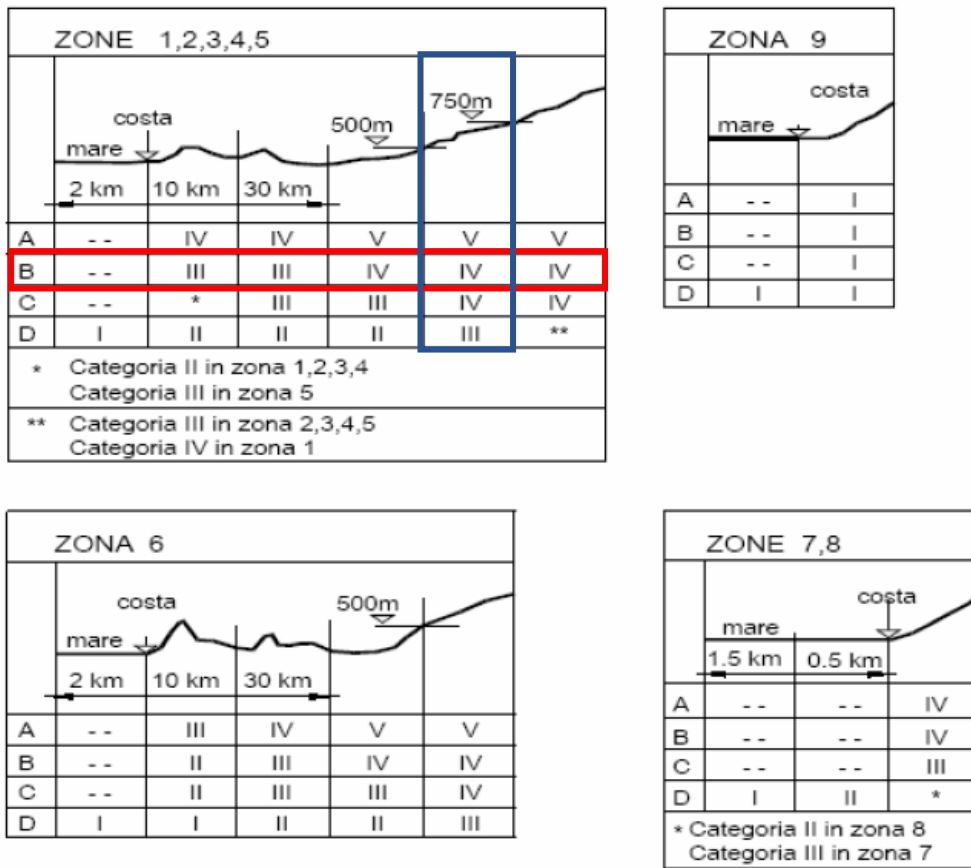 ZONE 1,2,3,4,5
costa
mare
500m
750m
2 km 10 km 30 km
A -- IV IV V V V
B -- III III IV IV IV
C -- * III III IV IV
D I II II II III **
* Categoria II in zona 1,2,3,4
Categoria III in zona 5
** Categoria III in zona 2,3,4,5
Categoria IV in zona 1
ZONA 9
costa
mare
A -- I
B -- I
C -- I
D I I
ZONA 6
costa
mare
500m
2 km 10 km 30 km
A -- III IV V V
B -- II III IV IV
C -- II III III IV
D I I II II III
ZONE 7,8
costa
mare
1.5 km 0.5 km
A -- -- IV
B -- -- IV
C -- -- III
D I II *
* Categoria II in zona 8
Categoria III in zona 7